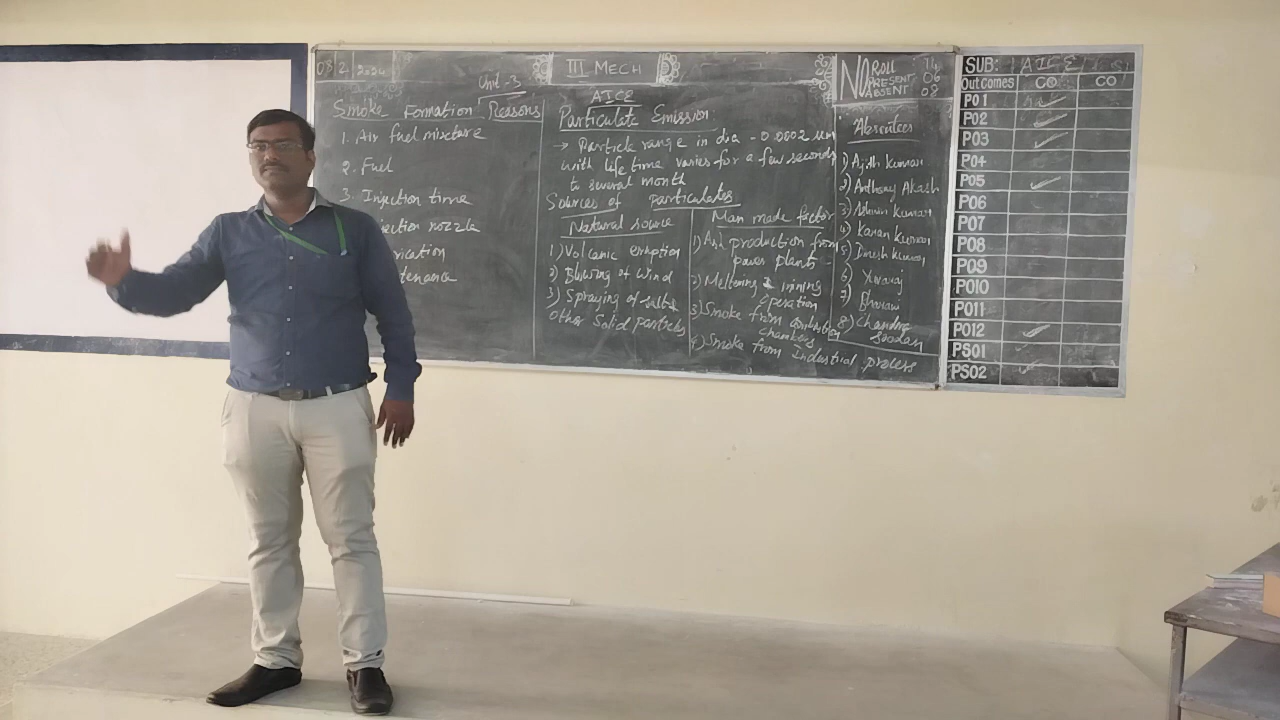 08 2 2024
III MECH
Unit - 3
AICE
Smoke Formation Reasons
1. Air fuel mixture
2. Fuel
3. Injection time
jection nozzle
rication
tenance
Particulate Emission
→ Particle range in dia - 0.0002 µm
with life time varies for a few seconds
to several month
Sources of particulates
Natural source
1) Volcanic erruption
2) Blowing of Wind
3) Spraying of salt &
Other Solid particles
Man made factor
1) Ash production from
power plants
2) Meltering & mining
operation
3) Smoke from combustion
chambers
4) Smoke from Industrial process
NO ROLL 14
PRESENT 06
ABSENT 08
Absentees
1) Ajith Kumar
2) Anthony Akash
3) Ashwin Kumar
4) Kanan Kumar
5) Dinesh Kumar
6) Yuvaraj
7) Bharani
8) Chandra
SUB: AICE
Outcomes CO CO
PO1 ✓
PO2 ✓
PO3 ✓
PO4
PO5 ✓
PO6
PO7
PO8
PO9
PO10
PO11
PO12 ✓
PSO1
PSO2 ✓